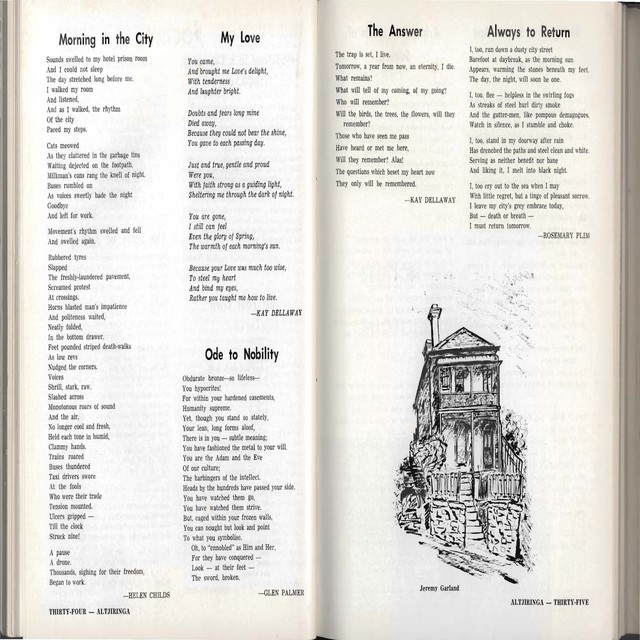 Morning in the City
Sounds swelled to my hotel prison room
And I could not sleep
The day stretched long before me.
I walked my room
And listened,
And as I walked, the rhythm
Of the city
Paced my steps.
Cats meowed
As they clattered in the garbage tins
Waiting dejected on the footpath,
Milkman's cans rang the knell of night.
Buses rumbled on
As voices sweetly bade the night
Goodbye
And left for work.
Movement's rhythm swelled and fell
And swelled again.
Rubbered tyres
Slapped
The freshly-laundered pavement,
Screamed protest
At crossings.
Horns blasted man's impatience
And politeness waited,
Neatly folded,
In the bottom drawer.
Feet pounded striped death-walks
As low revs
Nudged the corners.
Voices
Shrill, stark, raw,
Slashed across
Monotonous roars of sound
And the air,
No longer cool and fresh,
Held each tone in humid,
Clammy hands.
Trains roared
Buses thundered
Taxi drivers swore
At the fools
Who were their trade
Tension mounted.
Ulcers gripped —
Till the clock
Struck nine!
A pause
A drone,
Thousands, sighing for their freedom,
Began to work.
—HELEN CHILDS
THIRTY-FOUR — ALTJIRINGA
My Love
You came,
And brought me Love's delight,
With tenderness
And laughter bright.
Doubts and fears long mine
Died away,
Because they could not bear the shine,
You gave to each passing day.
Just and true, gentle and proud
Were you,
With faith strong as a guiding light,
Sheltering me through the dark of night.
You are gone,
I still can feel
Even the glory of Spring,
The warmth of each morning's sun.
Because your Love was much too wise,
To steal my heart
And bind my eyes,
Rather you taught me how to live.
—KAY DELLAWAY
Ode to Nobility
Obdurate bronze—so lifeless—
You hypocrites!
For within your hardened casements,
Humanity supreme.
Yet, though you stand so stately,
Your lean, long forms aloof,
There is in you — subtle meaning;
You have fashioned the metal to your will.
You are the Adam and the Eve
Of our culture;
The harbingers of the intellect.
Heads by the hundreds have passed your side.
You have watched them go,
You have watched them strive.
But, caged within your frozen walls,
You can nought but look and point
To what you symbolise.
Oh, to "ennobled" as Him and Her,
For they have conquered —
Look — at their feet —
The sword, broken.
—GLEN PALMER
The Answer
The trap is set, I live.
Tomorrow, a year from now, an eternity, I die.
What remains?
What will tell of my coming, of my going?
Who will remember?
Will the birds, the trees, the flowers, will they
remember?
Those who have seen me pass
Have heard or met me here,
Will they remember? Alas!
The questions which beset my heart now
They only will be remembered.
—KAY DELLAWAY
Always to Return
I, too, run down a dusty city street
Barefoot at daybreak, as the morning sun
Appears, warming the stones beneath my feet.
The day, the night, will soon be one.
I, too, flee — helpless in the swirling fogs
As streaks of steel hurl dirty smoke
And the gutter-men, like pompous demagogues,
Watch in silence, as I stumble and choke.
I, too, stand in my doorway after rain
Has drenched the paths and steel clean and white.
Serving as neither benefit nor bane
And liking it, I melt into black night.
I, too cry out to the sea when I may
With little regret, but a tinge of pleasant sorrow.
I leave my city's grey embrace today,
But — death or breath —
I must return tomorrow.
—ROSEMARY PLIM
Jeremy Garland
ALTJIRINGA — THIRTY-FIVE